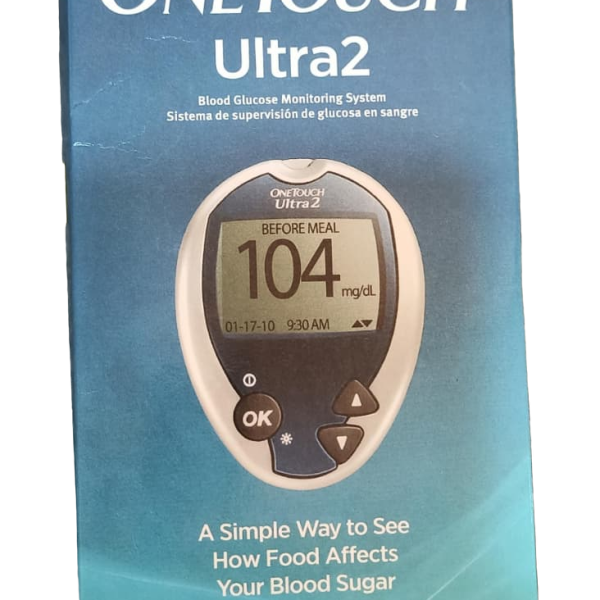 ONETOUCH
Ultra2
Blood Glucose Monitoring System
Sistema de supervisión de glucosa en sangre
ONETOUCH
Ultra2
BEFORE MEAL
104 mg/dL
01-17-10 9:30 AM
OK
A Simple Way to See
How Food Affects
Your Blood Sugar